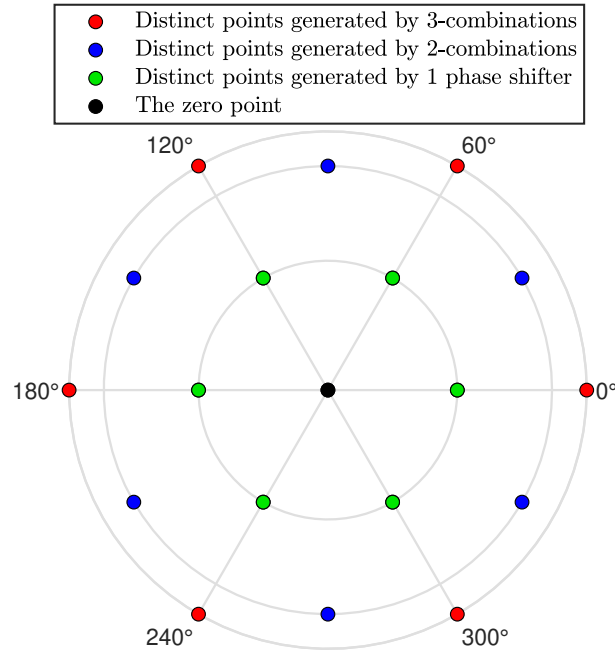 Distinct points generated by 3-combinations
Distinct points generated by 2-combinations
Distinct points generated by 1 phase shifter
The zero point
120°
60°
180°
0°
240°
300°